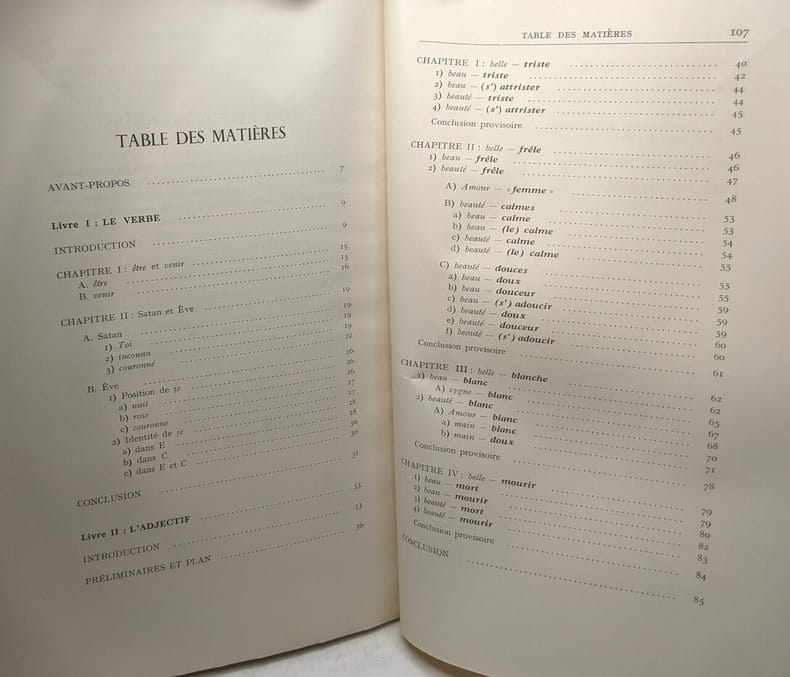 TABLE DES MATIÈRES
AVANT-PROPOS 7
Livre I : LE VERBE 9
INTRODUCTION 9
CHAPITRE I : être et venir 15
A. être 15
B. venir 16
CHAPITRE II : Satan et Ève 19
A. Satan 19
1) Toi 19
2) inconnu 19
3) couronné 22
B. Ève 26
1) Position de je 26
a) nuit 26
b) rose 27
c) couronne 27
2) Identité de je 28
a) dans E 28
b) dans C 30
c) dans E et C 30
CONCLUSION 31
Livre II : L'ADJECTIF 33
INTRODUCTION 33
PRÉLIMINAIRES ET PLAN 36
TABLE DES MATIÈRES 107
CHAPITRE I : belle — triste 40
1) beau — triste 42
2) beau — (s') attrister 44
3) beauté — triste 44
4) beauté — (s') attrister 45
Conclusion provisoire 45
CHAPITRE II : belle — frêle 46
1) beau — frêle 46
2) beauté — frêle 47
A) Amour — «femme» 48
B) beauté — calmes 53
a) beau — calme 53
b) beau — (le) calme 54
c) beauté — calme 54
d) beauté — (le) calme 55
C) beauté — douces 55
a) beau — doux 55
b) beau — douceur 59
c) beau — (s') adoucir 59
d) beauté — doux 59
e) beauté — douceur 60
f) beauté — (s') adoucir 60
Conclusion provisoire 61
CHAPITRE III : belle — blanche 62
1) beau — blanc 62
A) cygne — blanc 65
2) beauté — blanc 67
A) Amour — blanc 68
a) main — blanc 70
b) main — doux 71
Conclusion provisoire 78
CHAPITRE IV : belle — mourir 79
1) beau — mort 79
2) beau — mourir 80
3) beauté — mort 82
4) beauté — mourir 83
Conclusion provisoire 84
CONCLUSION 85